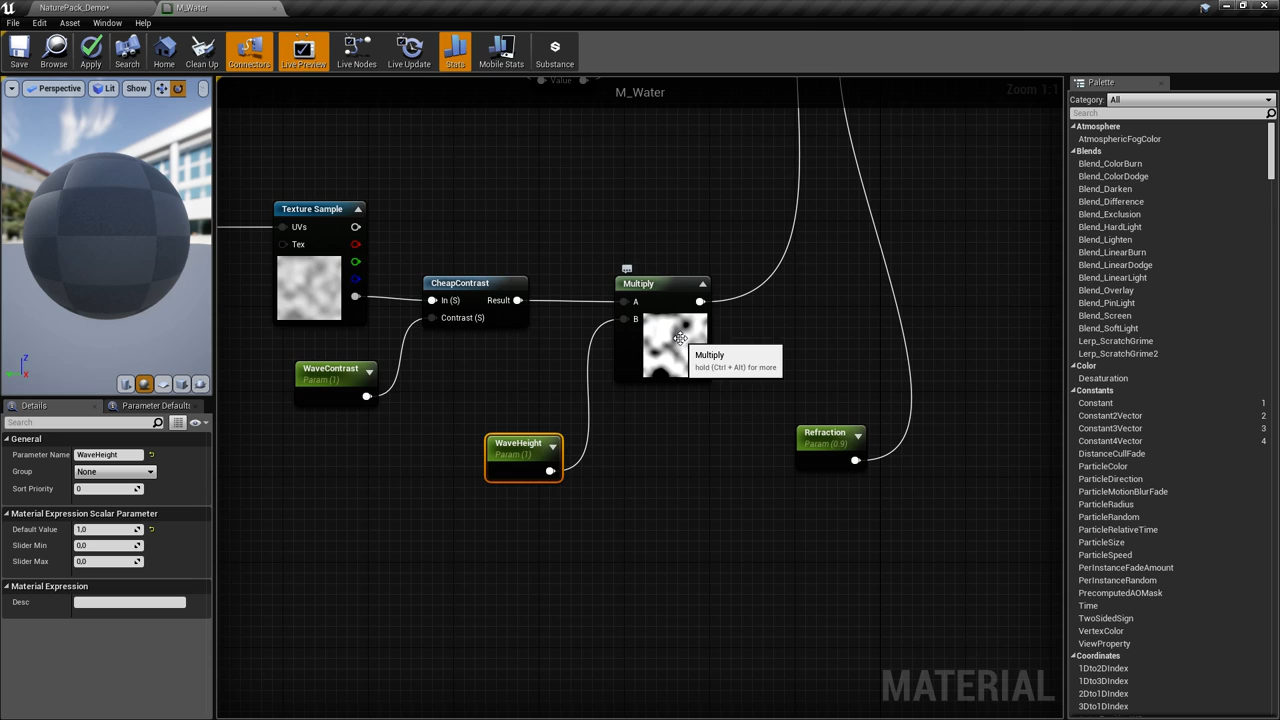 NaturePack_Demo*
M_Water
File Edit Asset Window Help
Save Browse Apply Search Home Clean Up Connectors Live Preview Live Nodes Live Update Stats Mobile Stats Substance
Perspective Lit Show
Z
X
Details
Parameter Default:
Search
General
Parameter Name WaveHeight
Group None
Sort Priority 0
Material Expression Scalar Parameter
Default Value 1,0
Slider Min 0,0
Slider Max 0,0
Material Expression
Desc
Value
M_Water
Zoom 1:1
Texture Sample
UVs
Tex
CheapContrast
In (S) Result
Contrast (S)
WaveContrast
Param (1)
WaveHeight
Param (1)
Multiply
A
B
Multiply
hold (Ctrl + Alt) for more
Refraction
Param (0.9)
MATERIAL
Palette
Category: All
Search
Atmosphere
AtmosphericFogColor
Blends
Blend_ColorBurn
Blend_ColorDodge
Blend_Darken
Blend_Difference
Blend_Exclusion
Blend_HardLight
Blend_Lighten
Blend_LinearBurn
Blend_LinearDodge
Blend_LinearLight
Blend_Overlay
Blend_PinLight
Blend_Screen
Blend_SoftLight
Lerp_ScratchGrime
Lerp_ScratchGrime2
Color
Desaturation
Constants
Constant 1
Constant2Vector 2
Constant3Vector 3
Constant4Vector 4
DistanceCullFade
ParticleColor
ParticleDirection
ParticleMotionBlurFade
ParticleRadius
ParticleRandom
ParticleRelativeTime
ParticleSize
ParticleSpeed
PerInstanceFadeAmount
PerInstanceRandom
PrecomputedAOMask
Time
TwoSidedSign
VertexColor
ViewProperty
Coordinates
1Dto2DIndex
1Dto3DIndex
2Dto1DIndex
3Dto1DIndex